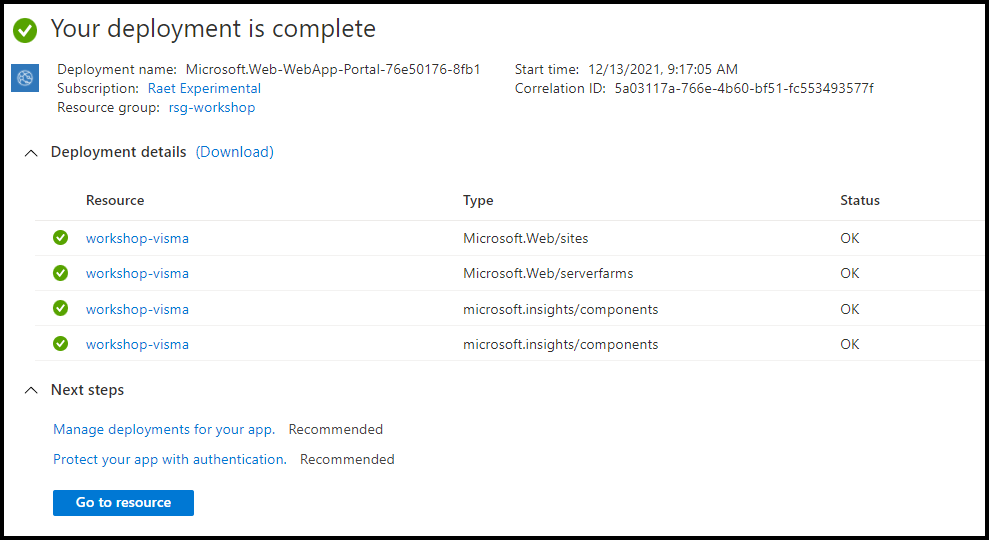 Your deployment is complete
Deployment name: Microsoft.Web-WebApp-Portal-76e50176-8fb1
Start time: 12/13/2021, 9:17:05 AM
Subscription: Raet Experimental
Correlation ID: 5a03117a-766e-4b60-bf51-fc553493577f
Resource group: rsg-workshop
Deployment details (Download)
Resource Type Status
workshop-visma Microsoft.Web/sites OK
workshop-visma Microsoft.Web/serverfarms OK
workshop-visma microsoft.insights/components OK
workshop-visma microsoft.insights/components OK
Next steps
Manage deployments for your app. Recommended
Protect your app with authentication. Recommended
Go to resource